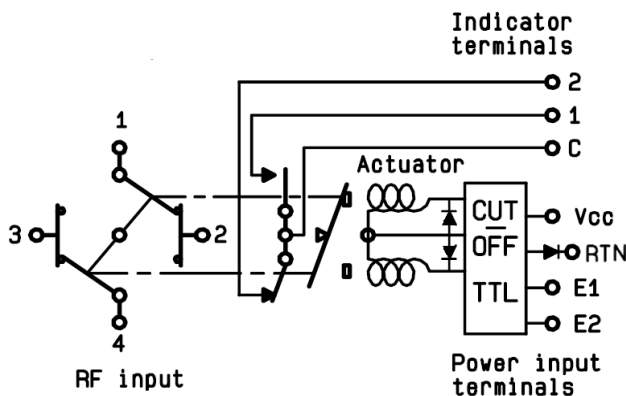 Indicator
terminals
2
1
C
1
Actuator
3
2
CUT
OFF
TTL
Vcc
RTN
E1
E2
4
RF input
Power input
terminals